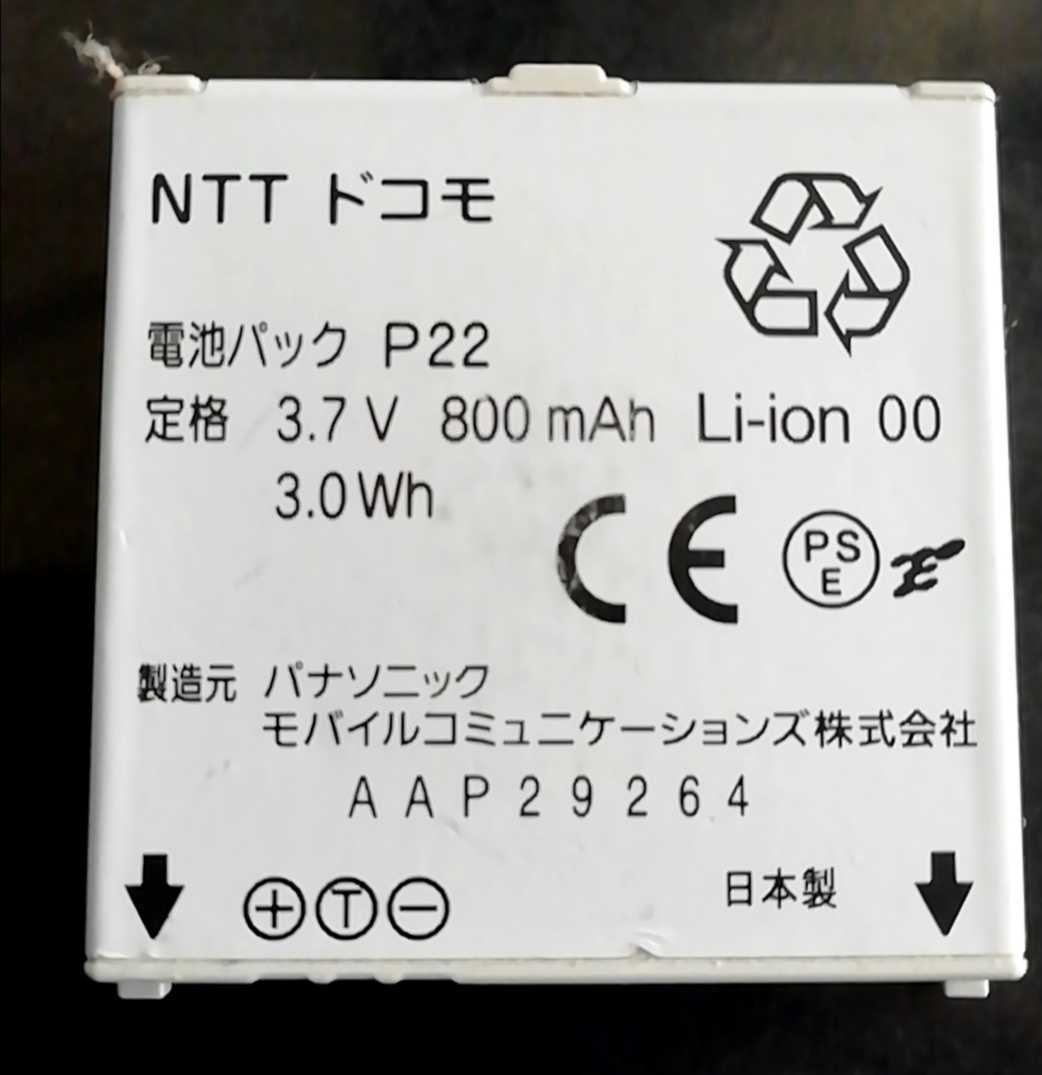 NTT ドコモ
電池パック P22
定格 3.7 V 800 mAh Li-ion 00
3.0 Wh
CE PSE
製造元 パナソニック
モバイルコミュニケーションズ株式会社
AAP29264
+ T − 日本製